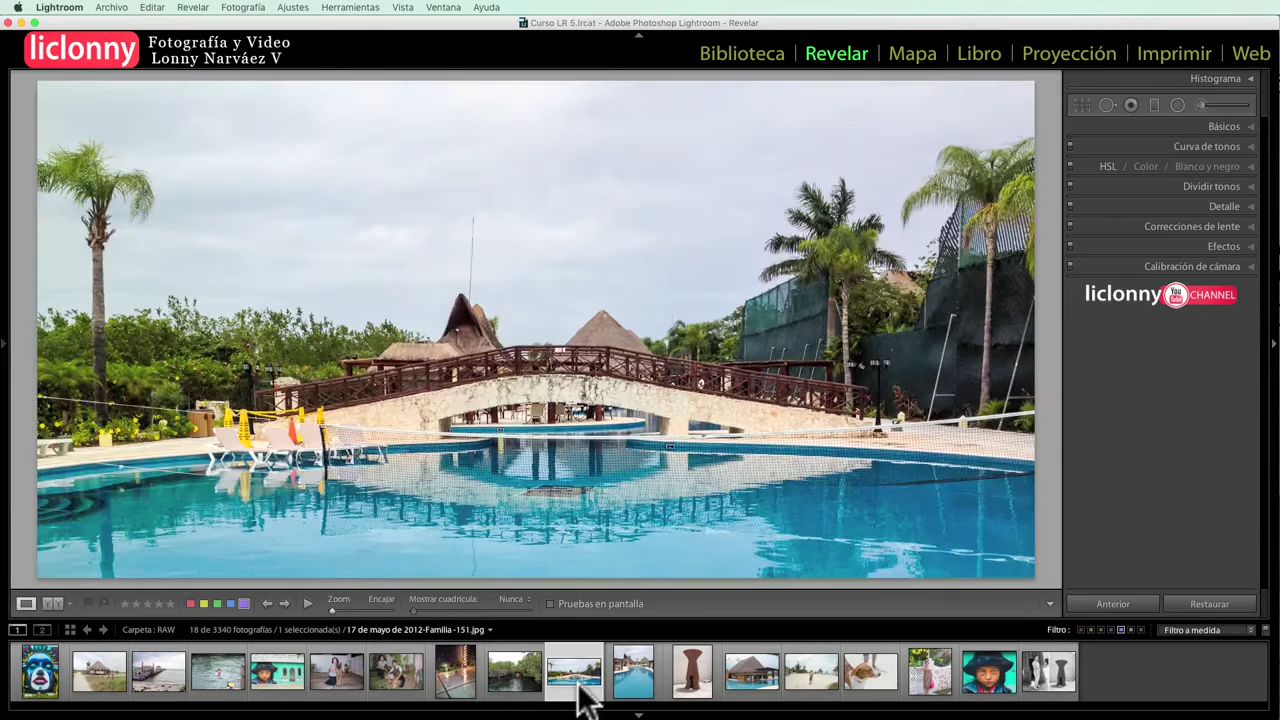 Lightroom Archivo Editar Revelar Fotografía Ajustes Herramientas Vista Ventana Ayuda
Curso LR 5.lrcat - Adobe Photoshop Lightroom - Revelar
liclonny Fotografía y Video
Lonny Narváez V
Biblioteca | Revelar | Mapa | Libro | Proyección | Imprimir | Web
Histograma
Básicos
Curva de tonos
HSL / Color / Blanco y negro
Dividir tonos
Detalle
Correcciones de lente
Efectos
Calibración de cámara
liclonny You Tube CHANNEL
YY Zoom Encajar Mostrar cuadrícula: Nunca Pruebas en pantalla
Anterior Restaurar
1 2 Carpeta : RAW 18 de 3340 fotografías / 1 seleccionada(s) / 17 de mayo de 2012-Familia -151.jpg
Filtro : Filtro a medida